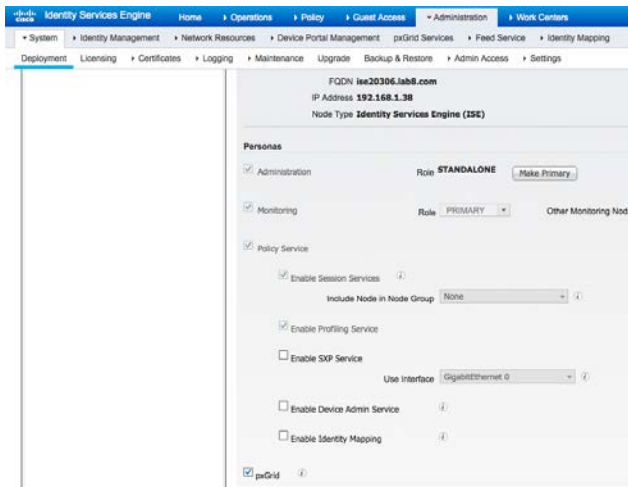 cisco Identity Services Engine Home Operations Policy Guest Access Administration Work Centers
System Identity Management Network Resources Device Portal Management pxGrid Services Feed Service Identity Mapping
Deployment Licensing Certificates Logging Maintenance Upgrade Backup & Restore Admin Access Settings
FQDN ise20306.lab8.com
IP Address 192.168.1.38
Node Type Identity Services Engine (ISE)
Personas
Administration Role STANDALONE Make Primary
Monitoring Role PRIMARY Other Monitoring Nod
Policy Service
Enable Session Services
Include Node in Node Group None
Enable Profiling Service
Enable SXP Service
Use Interface GigabitEthernet 0
Enable Device Admin Service
Enable Identity Mapping
pxGrid